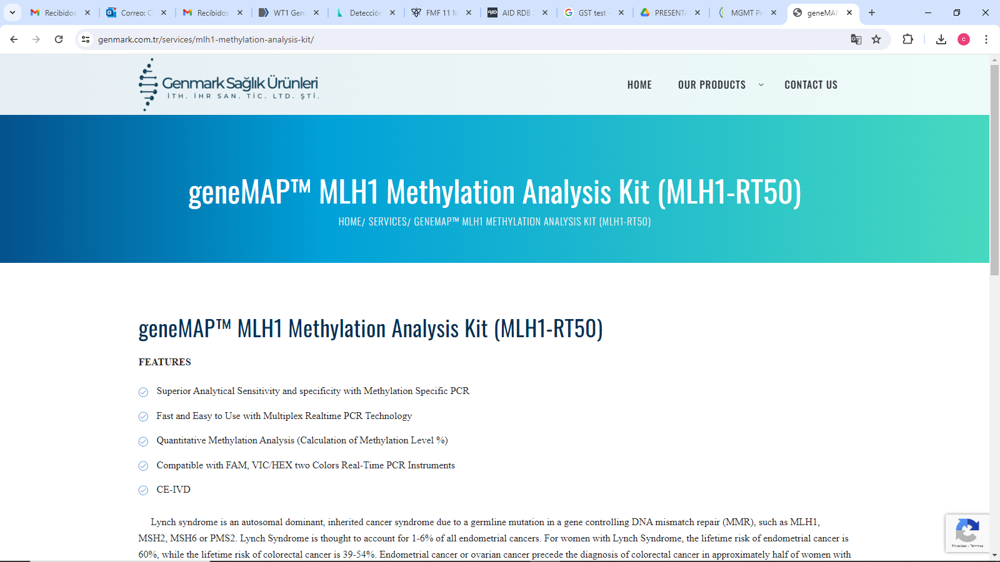 Recibidos
Correo: C
Recibidos
WT1 Gen
Detección
FMF 11 M
AID RDB
GST test
PRESENTA
MGMT Pr
geneMAP
genmark.com.tr/services/mlh1-methylation-analysis-kit/
Genmark Sağlık Ürünleri
İTH. İHR SAN. TİC. LTD. ŞTİ.
HOME
OUR PRODUCTS
CONTACT US
geneMAP™ MLH1 Methylation Analysis Kit (MLH1-RT50)
HOME/ SERVICES/ GENEMAP™ MLH1 METHYLATION ANALYSIS KIT (MLH1-RT50)
geneMAP™ MLH1 Methylation Analysis Kit (MLH1-RT50)
FEATURES
Superior Analytical Sensitivity and specificity with Methylation Specific PCR
Fast and Easy to Use with Multiplex Realtime PCR Technology
Quantitative Methylation Analysis (Calculation of Methylation Level %)
Compatible with FAM, VIC/HEX two Colors Real-Time PCR Instruments
CE-IVD
Lynch syndrome is an autosomal dominant, inherited cancer syndrome due to a germline mutation in a gene controlling DNA mismatch repair (MMR), such as MLH1,
MSH2, MSH6 or PMS2. Lynch Syndrome is thought to account for 1-6% of all endometrial cancers. For women with Lynch Syndrome, the lifetime risk of endometrial cancer is
60%, while the lifetime risk of colorectal cancer is 39-54%. Endometrial cancer or ovarian cancer precede the diagnosis of colorectal cancer in approximately half of women with
Privacidad - Términos